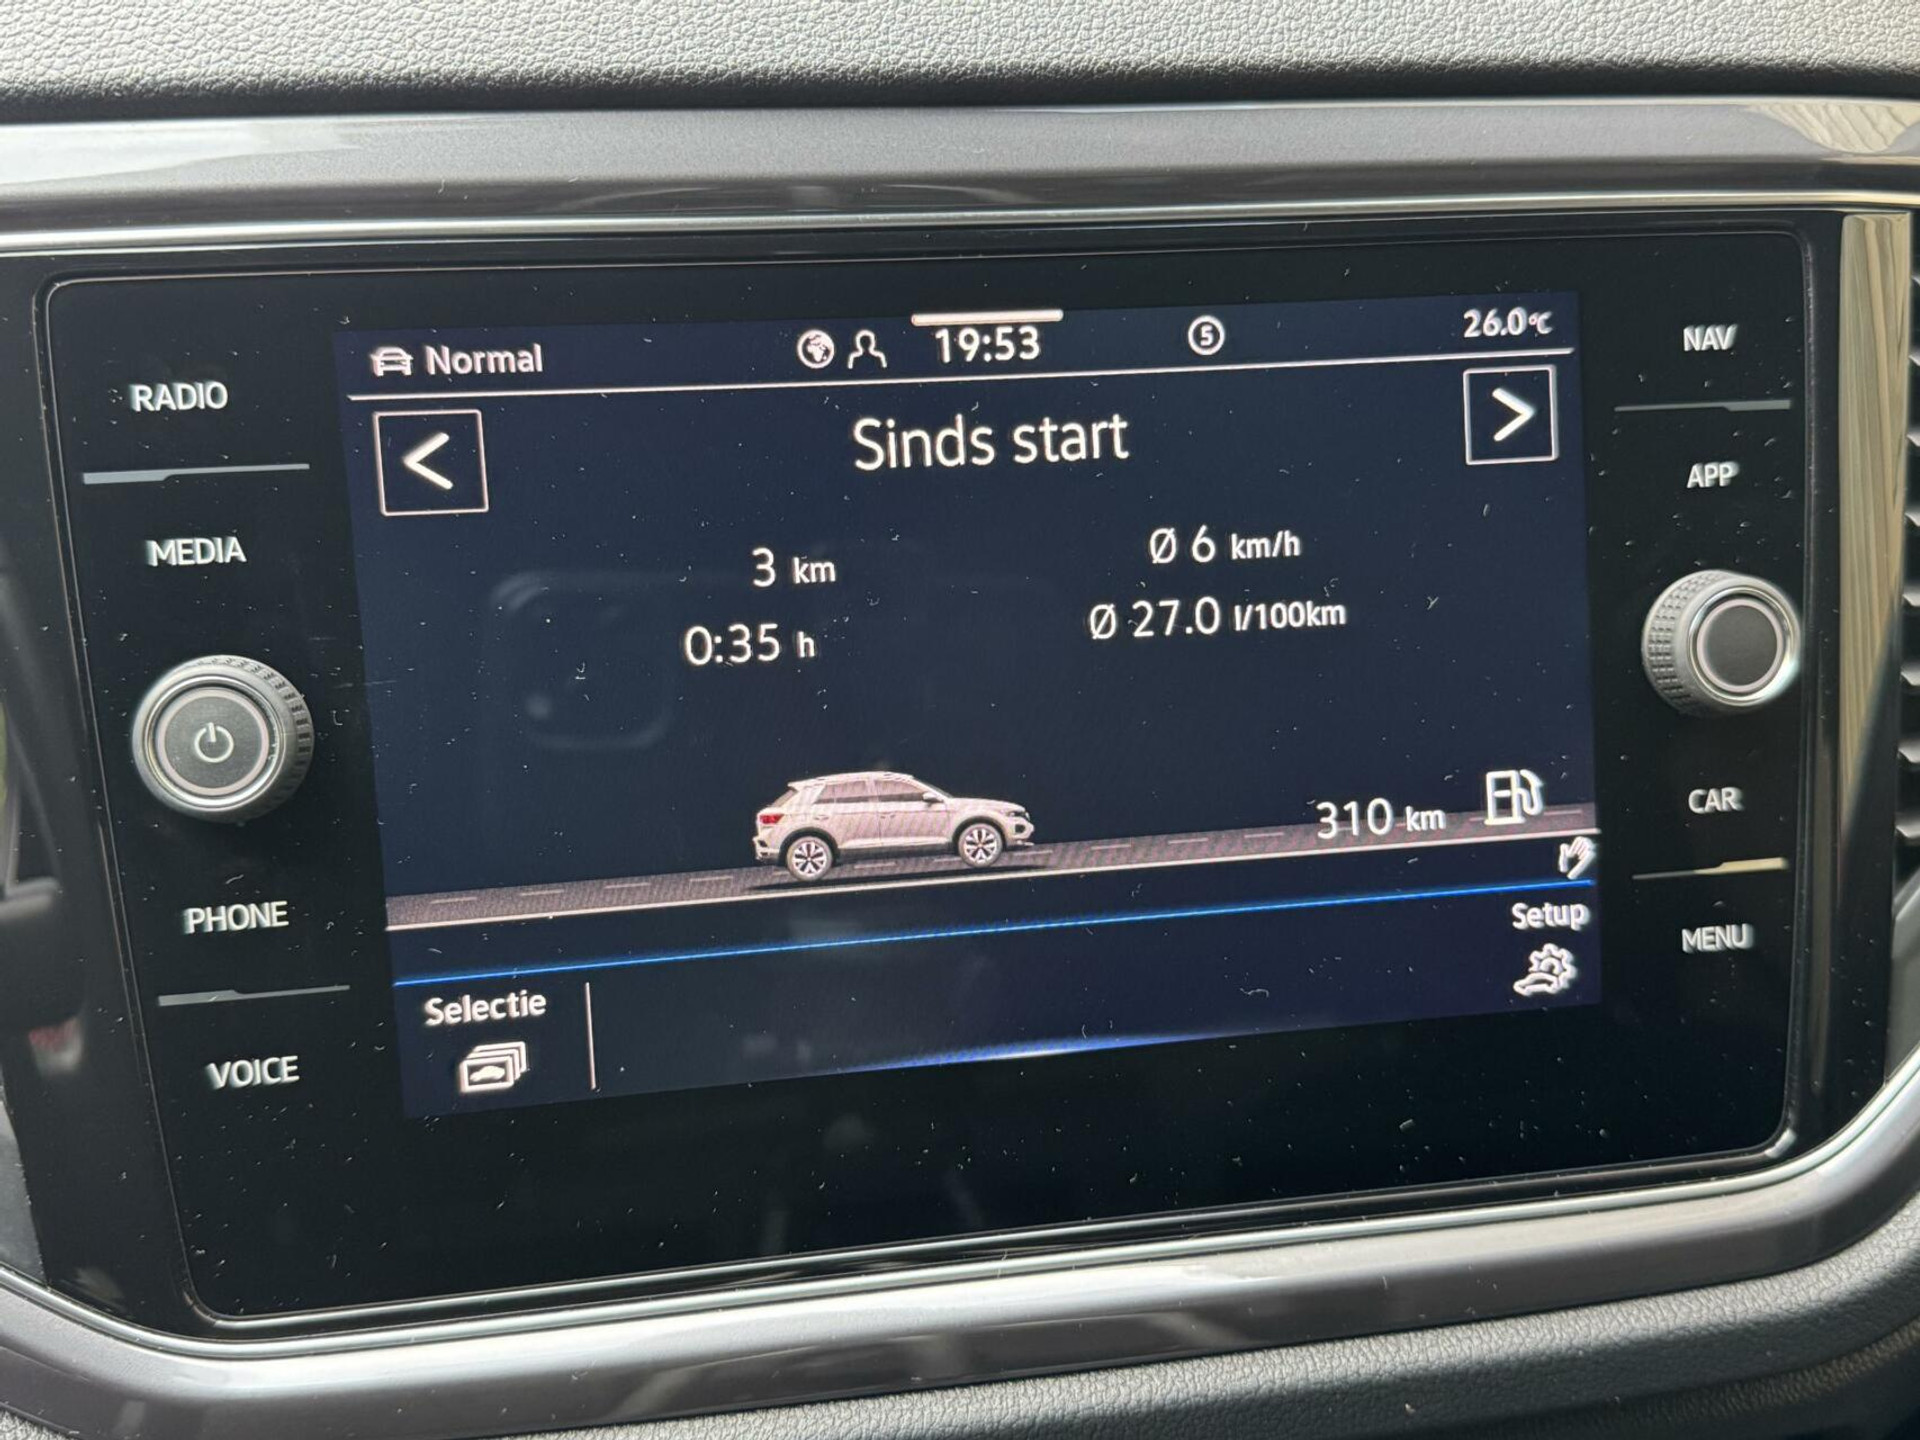 RADIO
MEDIA
PHONE
VOICE
Normal
19:53
5
26.0°C
<
Sinds start
>
3 km
Ø 6 km/h
0:35 h
Ø 27.0 l/100km
310 km
Selectie
Setup
NAV
APP
CAR
MENU